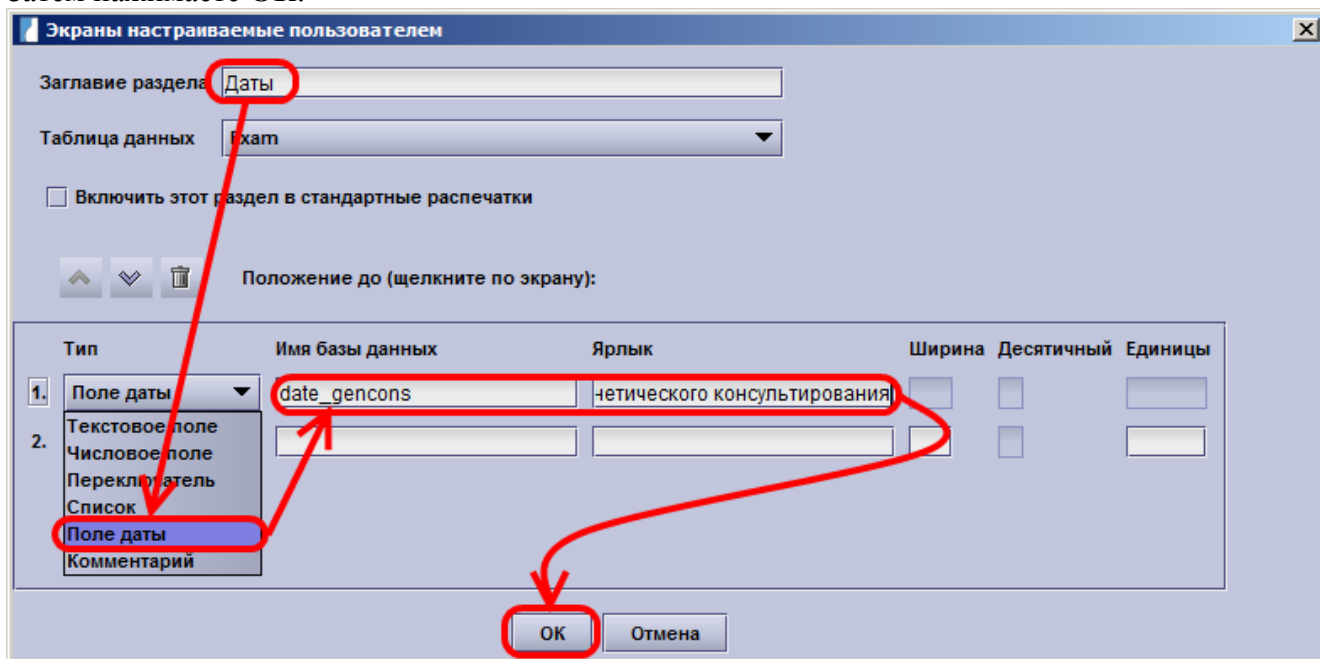 Экраны настраиваемые пользователем
Заглавие раздела Даты
Таблица данных Exam
Включить этот раздел в стандартные распечатки
Положение до (щелкните по экрану):
Тип Имя базы данных Ярлык Ширина Десятичный Единицы
1. Поле даты date_gencons нетического консультирования
Текстовое поле
2.
Числовое поле
Переключатель
Список
Поле даты
Комментарий
ОК Отмена